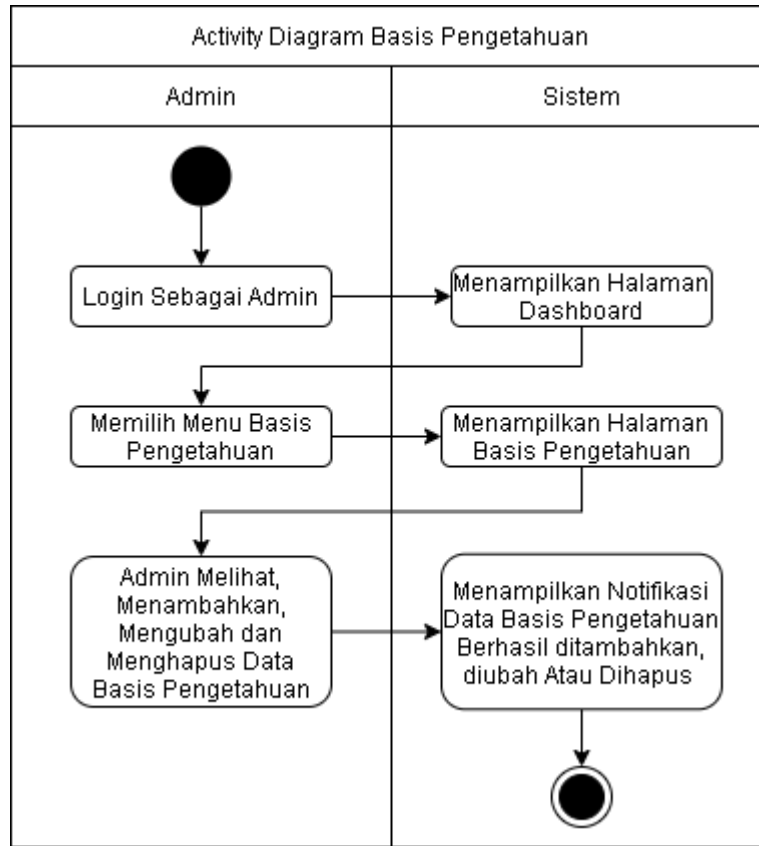 Activity Diagram Basis Pengetahuan
Admin
Sistem
Login Sebagai Admin
Menampilkan Halaman
Dashboard
Memilih Menu Basis
Pengetahuan
Menampilkan Halaman
Basis Pengetahuan
Admin Melihat,
Menambahkan,
Mengubah dan
Menghapus Data
Basis Pengetahuan
Menampilkan Notifikasi
Data Basis Pengetahuan
Berhasil ditambahkan,
diubah Atau Dihapus